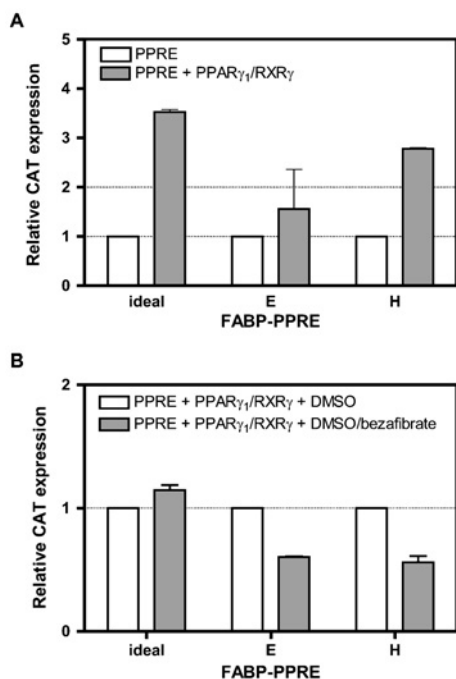 A
PPRE
PPRE + PPARγ₁/RXRγ
Relative CAT expression
5
4
3
2
1
0
ideal E H
FABP-PPRE
B
PPRE + PPARγ₁/RXRγ + DMSO
PPRE + PPARγ₁/RXRγ + DMSO/bezafibrate
Relative CAT expression
2
1
0
ideal E H
FABP-PPRE